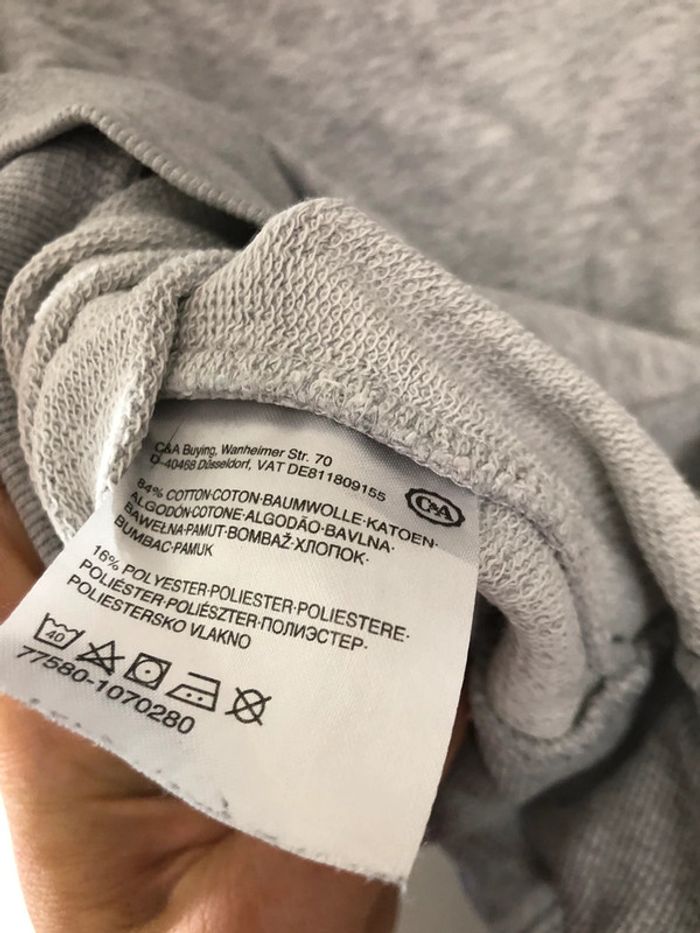 C&A Buying, Wanheimer Str. 70
D-40468 Düsseldorf, VAT DE811809155
C&A
84% COTTON·COTON·BAUMWOLLE·KATOEN·
ALGODÓN·COTONE·ALGODÃO·BAVLNA·
BAWEŁNA·PAMUT·BOMBAŽ·ХЛОПОК·
BUMBAC·PAMUK
16% POLYESTER·POLIESTER·POLIESTERE·
POLIÉSTER·POLIÉSZTER·ПОЛИЭСТЕР·
POLIESTERSKO VLAKNO
40
77580-1070280